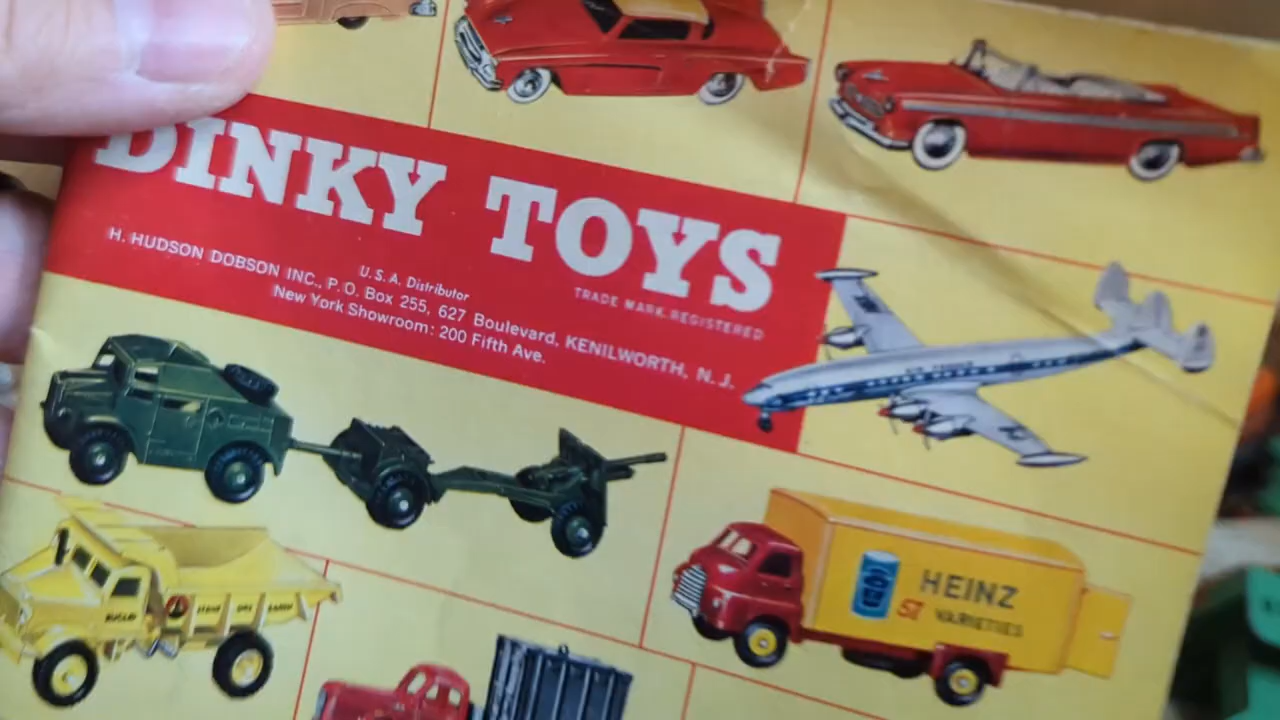 DINKY TOYS
TRADE MARK REGISTERED
U.S.A. Distributor
H. HUDSON DOBSON INC., P.O. Box 255, 627 Boulevard, KENILWORTH, N.J.
New York Showroom: 200 Fifth Ave.
HEINZ
57 VARIETIES
EUCLID